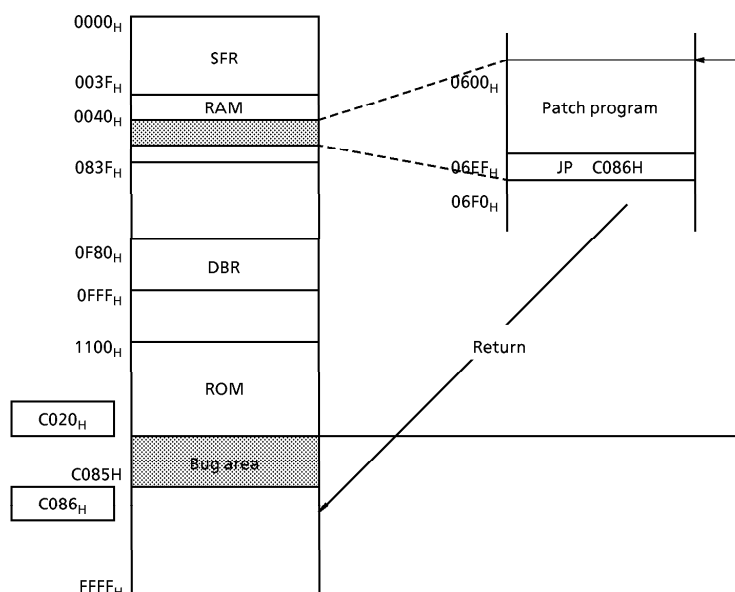 0000H
SFR
003FH
RAM
0040H
083FH
0F80H
DBR
0FFFH
1100H
ROM
C020H
Bug area
C085H
C086H
FFFFH
0600H
Patch program
06EFH
JP C086H
06F0H
Return